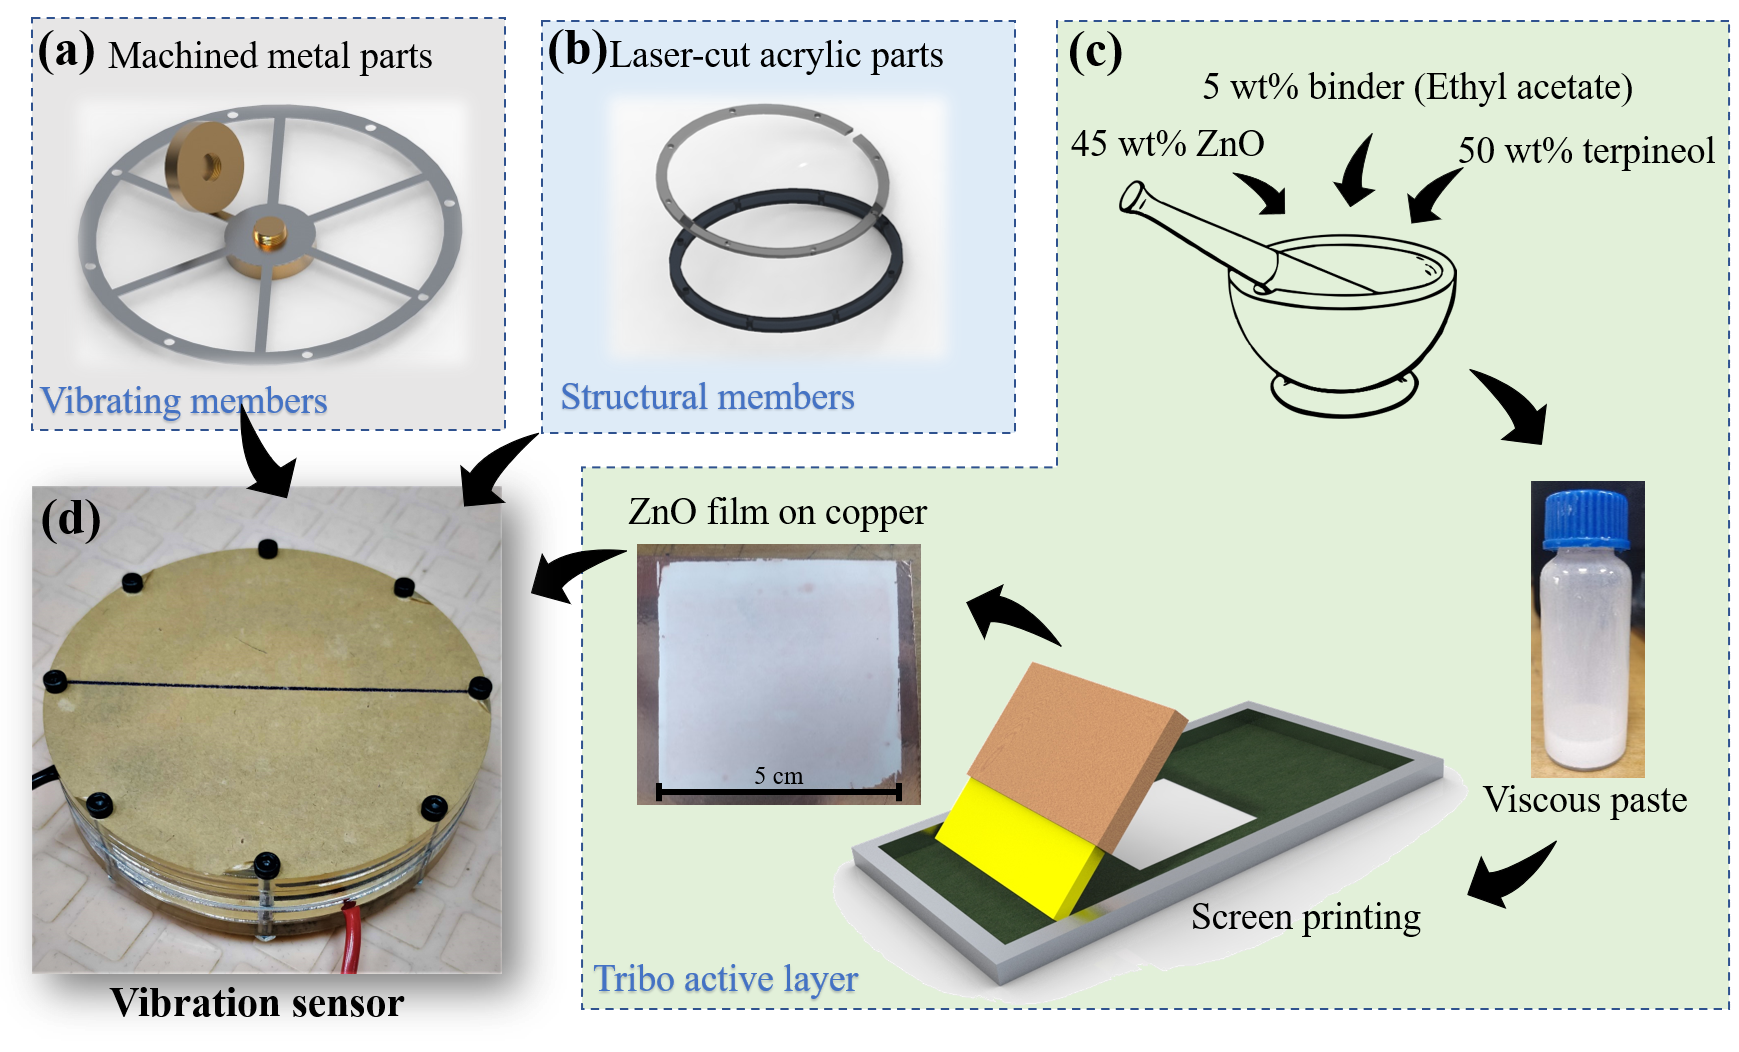 (a) Machined metal parts
Vibrating members
(b) Laser-cut acrylic parts
Structural members
(c)
5 wt% binder (Ethyl acetate)
45 wt% ZnO
50 wt% terpineol
Viscous paste
Screen printing
ZnO film on copper
5 cm
Tribo active layer
(d)
Vibration sensor